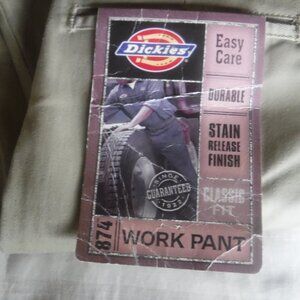 Dickies
Easy
Care
DURABLE
STAIN
RELEASE
FINISH
SINCE
GUARANTEED
1922
CLASSIC
FIT
874
WORK PANT